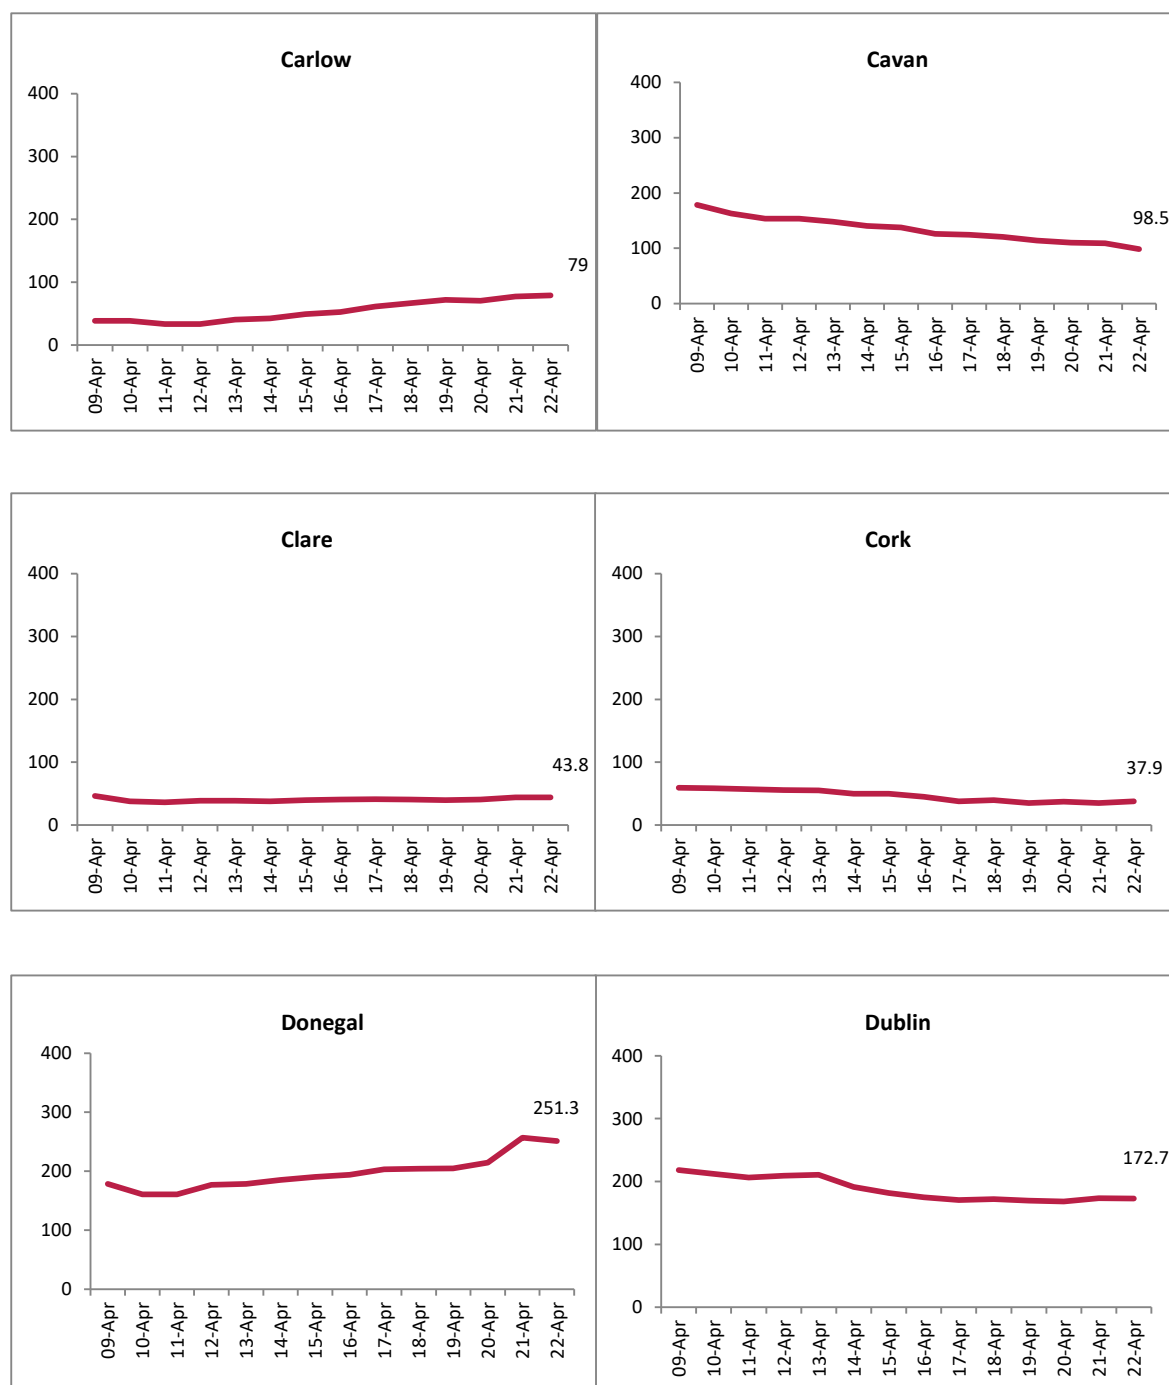 Carlow
400
300
200
100
0
79
09-Apr
10-Apr
11-Apr
12-Apr
13-Apr
14-Apr
15-Apr
16-Apr
17-Apr
18-Apr
19-Apr
20-Apr
21-Apr
22-Apr
Cavan
400
300
200
100
0
98.5
09-Apr
10-Apr
11-Apr
12-Apr
13-Apr
14-Apr
15-Apr
16-Apr
17-Apr
18-Apr
19-Apr
20-Apr
21-Apr
22-Apr
Clare
400
300
200
100
0
43.8
09-Apr
10-Apr
11-Apr
12-Apr
13-Apr
14-Apr
15-Apr
16-Apr
17-Apr
18-Apr
19-Apr
20-Apr
21-Apr
22-Apr
Cork
400
300
200
100
0
37.9
09-Apr
10-Apr
11-Apr
12-Apr
13-Apr
14-Apr
15-Apr
16-Apr
17-Apr
18-Apr
19-Apr
20-Apr
21-Apr
22-Apr
Donegal
400
300
200
100
0
251.3
09-Apr
10-Apr
11-Apr
12-Apr
13-Apr
14-Apr
15-Apr
16-Apr
17-Apr
18-Apr
19-Apr
20-Apr
21-Apr
22-Apr
Dublin
400
300
200
100
0
172.7
09-Apr
10-Apr
11-Apr
12-Apr
13-Apr
14-Apr
15-Apr
16-Apr
17-Apr
18-Apr
19-Apr
20-Apr
21-Apr
22-Apr